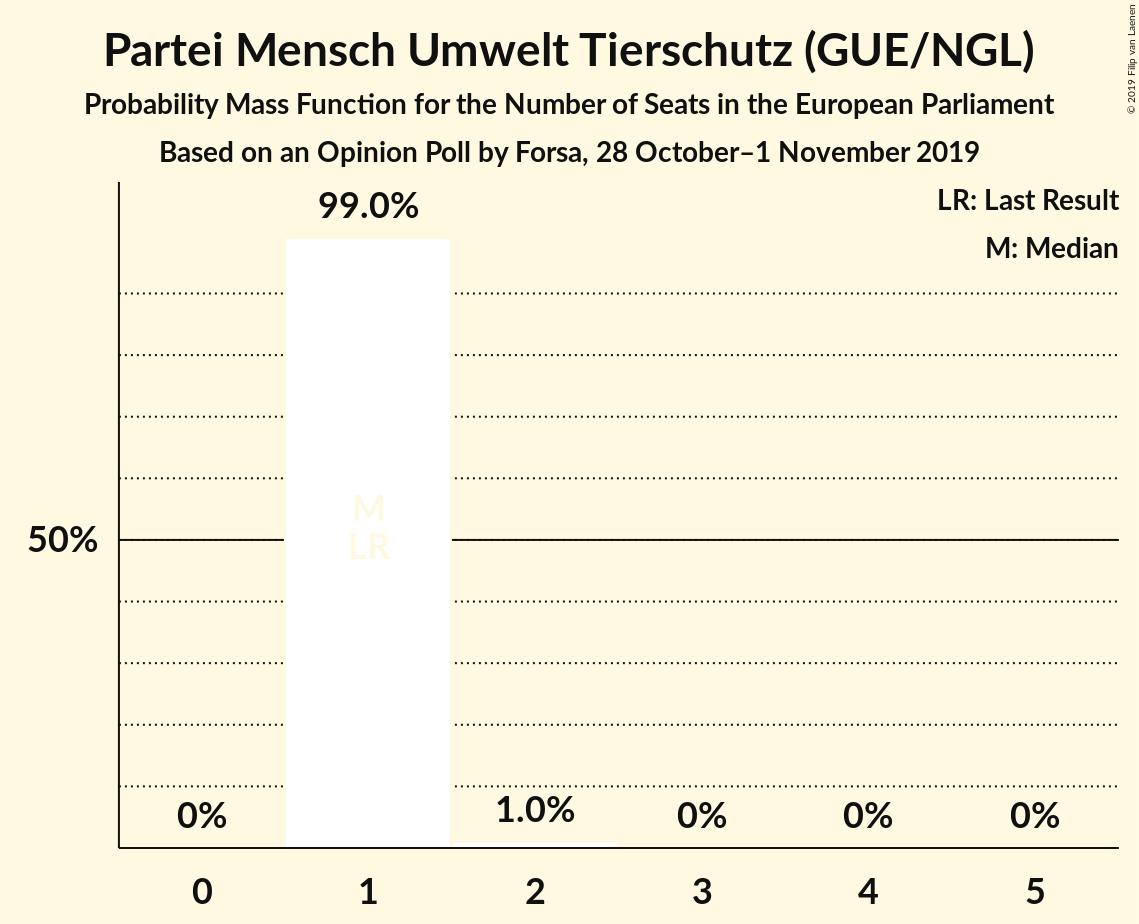 Partei Mensch Umwelt Tierschutz (GUE/NGL)
Probability Mass Function for the Number of Seats in the European Parliament
Based on an Opinion Poll by Forsa, 28 October–1 November 2019
© 2019 Filip van Laenen
LR: Last Result
M: Median
99.0%
M
LR
50%
0%
1.0%
0%
0%
0%
0 1 2 3 4 5